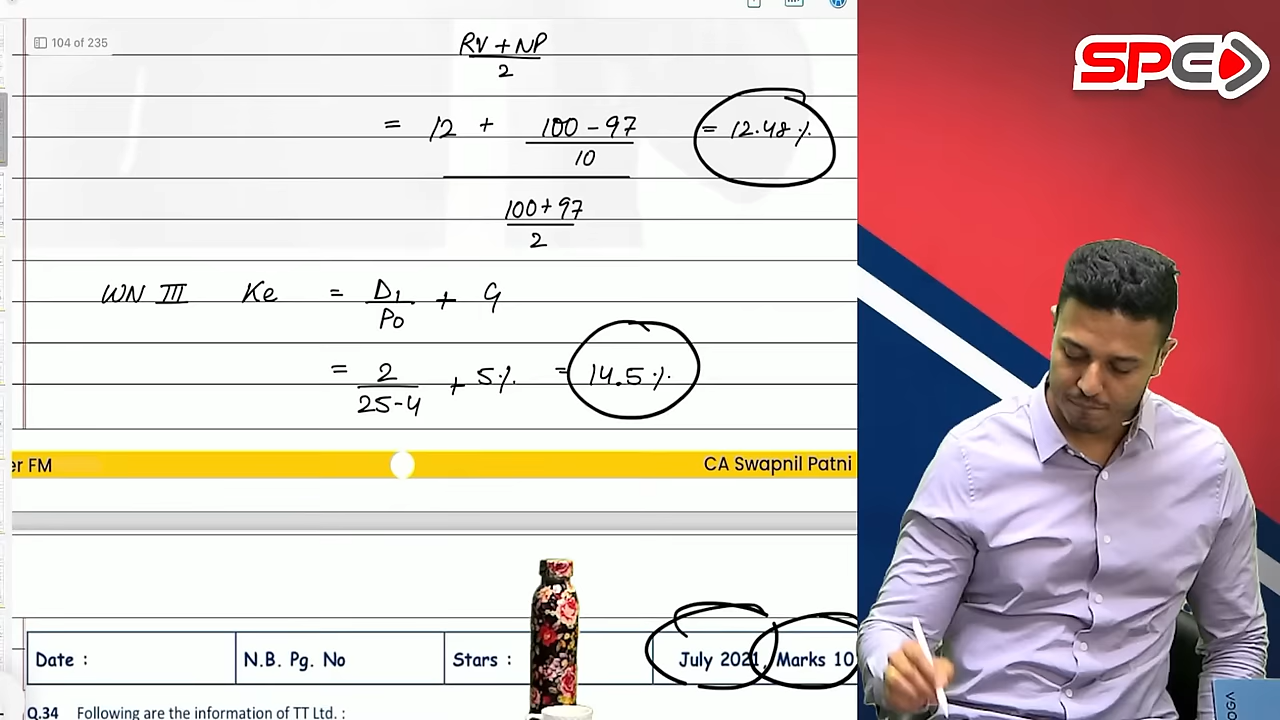 104 of 235
SPC
RV + NP
2
= 12 + 100 - 97 = 12.48 %
10
100 + 97
2
WN III Ke = D1 + G
P0
= 2 + 5% = 14.5 %
25-4
er FM
CA Swapnil Patni
Date :
N.B. Pg. No
Stars :
July 2021, Marks 10
Q.34 Following are the information of TT Ltd. :